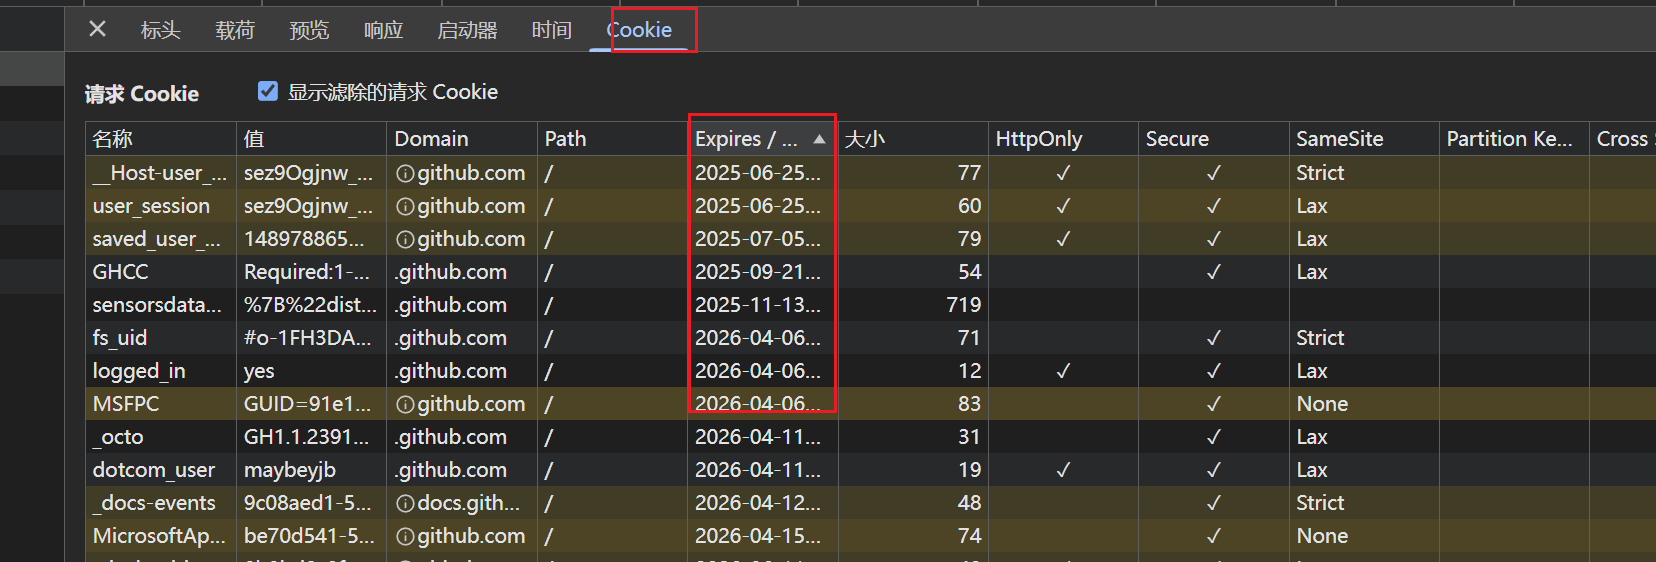 ✕ 标头 载荷 预览 响应 启动器 时间 Cookie
请求 Cookie 显示滤除的请求 Cookie
名称 值 Domain Path Expires / ... ▲ 大小 HttpOnly Secure SameSite Partition Ke... Cross
__Host-user_... sez9Ogjnw_... github.com / 2025-06-25... 77 ✓ ✓ Strict
user_session sez9Ogjnw_... github.com / 2025-06-25... 60 ✓ ✓ Lax
saved_user_... 148978865... github.com / 2025-07-05... 79 ✓ ✓ Lax
GHCC Required:1-... .github.com / 2025-09-21... 54 ✓ Lax
sensorsdata... %7B%22dist... .github.com / 2025-11-13... 719
fs_uid #o-1FH3DA... .github.com / 2026-04-06... 71 ✓ Strict
logged_in yes .github.com / 2026-04-06... 12 ✓ ✓ Lax
MSFPC GUID=91e1... github.com / 2026-04-06... 83 ✓ None
_octo GH1.1.2391... .github.com / 2026-04-11... 31 ✓ Lax
dotcom_user maybeyjb .github.com / 2026-04-11... 19 ✓ ✓ Lax
_docs-events 9c08aed1-5... docs.gith... / 2026-04-12... 48 ✓ Strict
MicrosoftAp... be70d541-5... github.com / 2026-04-15... 74 ✓ None